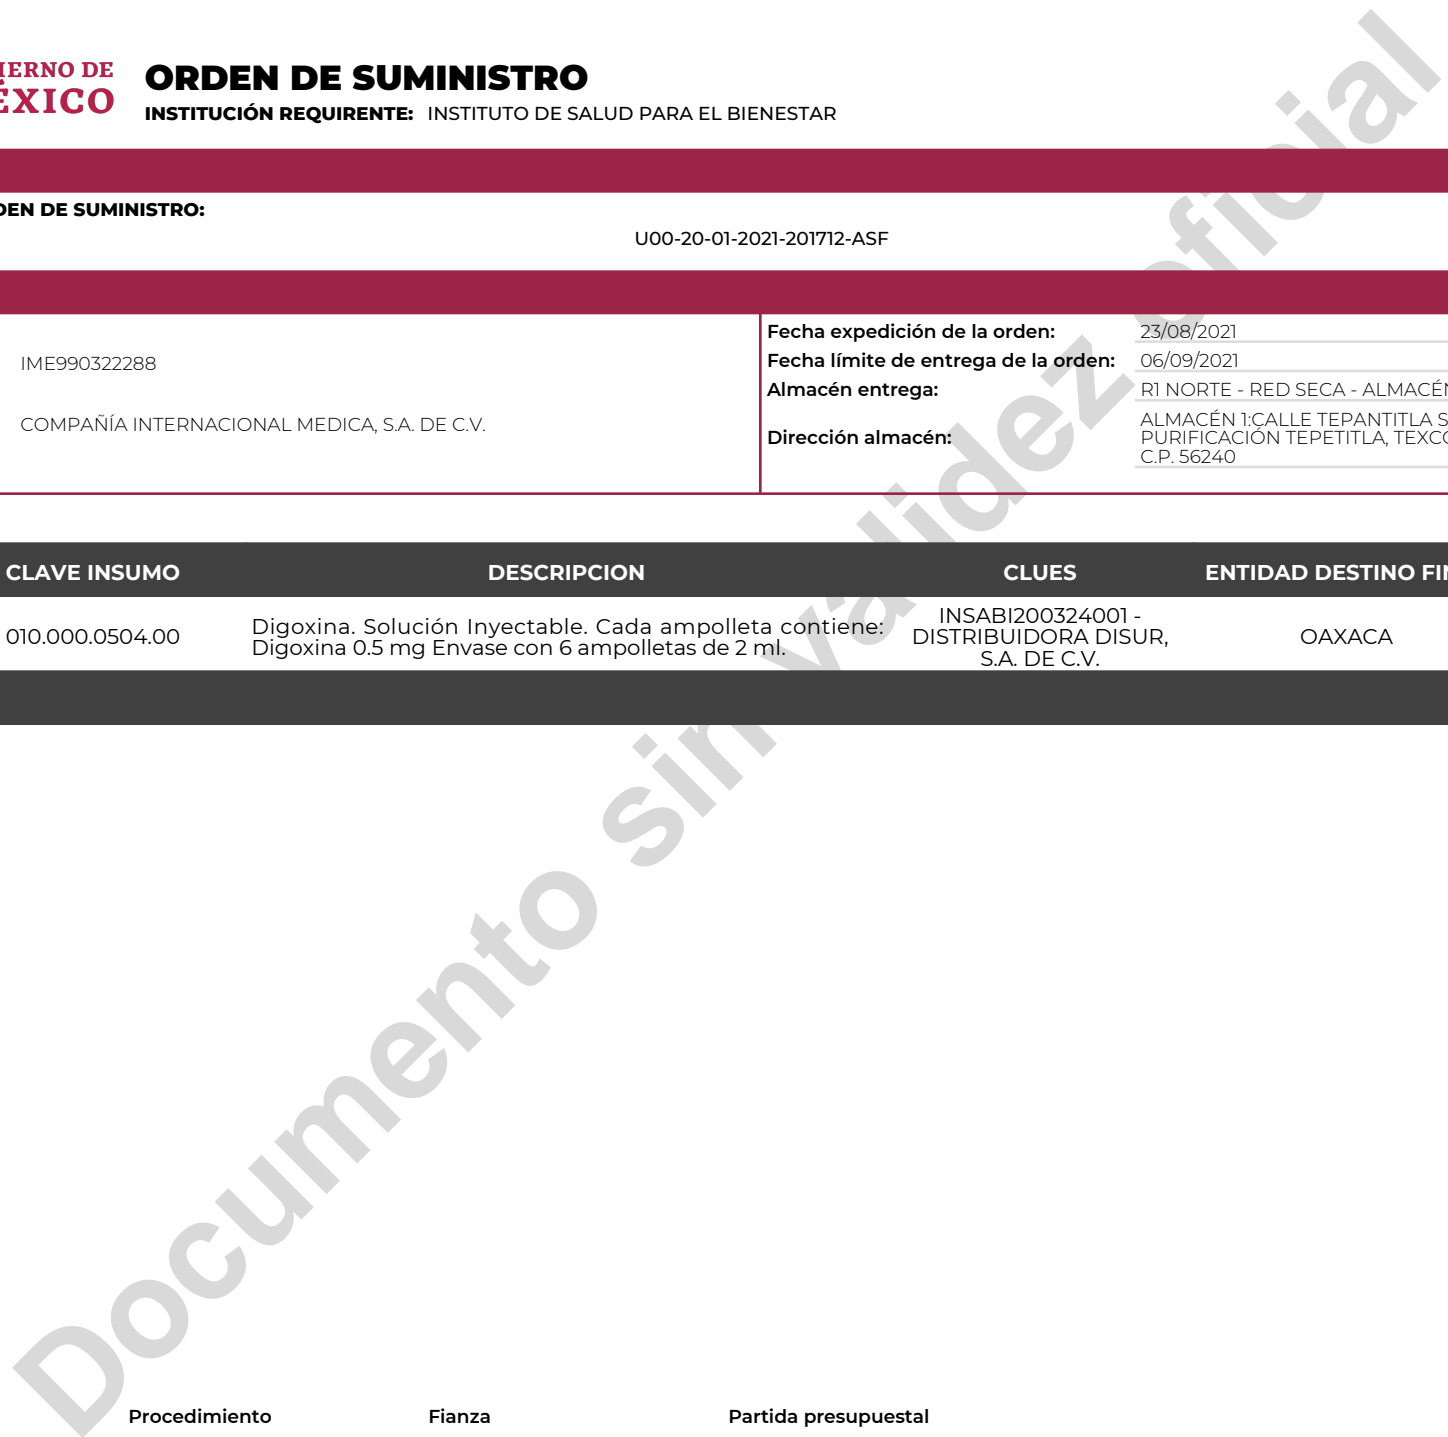 IERNO DE
ÉXICO
ORDEN DE SUMINISTRO
INSTITUCIÓN REQUIRENTE: INSTITUTO DE SALUD PARA EL BIENESTAR
DEN DE SUMINISTRO:
U00-20-01-2021-201712-ASF
IME990322288
COMPAÑÍA INTERNACIONAL MEDICA, S.A. DE C.V.
Fecha expedición de la orden: 23/08/2021
Fecha límite de entrega de la orden: 06/09/2021
Almacén entrega: R1 NORTE - RED SECA - ALMACÉN
Dirección almacén:
ALMACÉN 1:CALLE TEPANTITLA S
PURIFICACIÓN TEPETITLA, TEXCO
C.P. 56240
CLAVE INSUMO DESCRIPCION CLUES ENTIDAD DESTINO FIN
010.000.0504.00
Digoxina. Solución Inyectable. Cada ampolleta contiene:
Digoxina 0.5 mg Envase con 6 ampolletas de 2 ml.
INSABI200324001 -
DISTRIBUIDORA DISUR,
S.A. DE C.V.
OAXACA
Documento sin validez oficial
Procedimiento Fianza Partida presupuestal